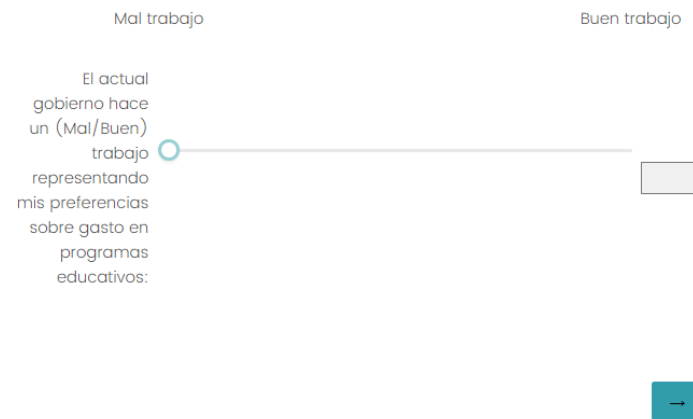 Mal trabajo
Buen trabajo
El actual
gobierno hace
un (Mal/Buen)
trabajo
representando
mis preferencias
sobre gasto en
programas
educativos:
→